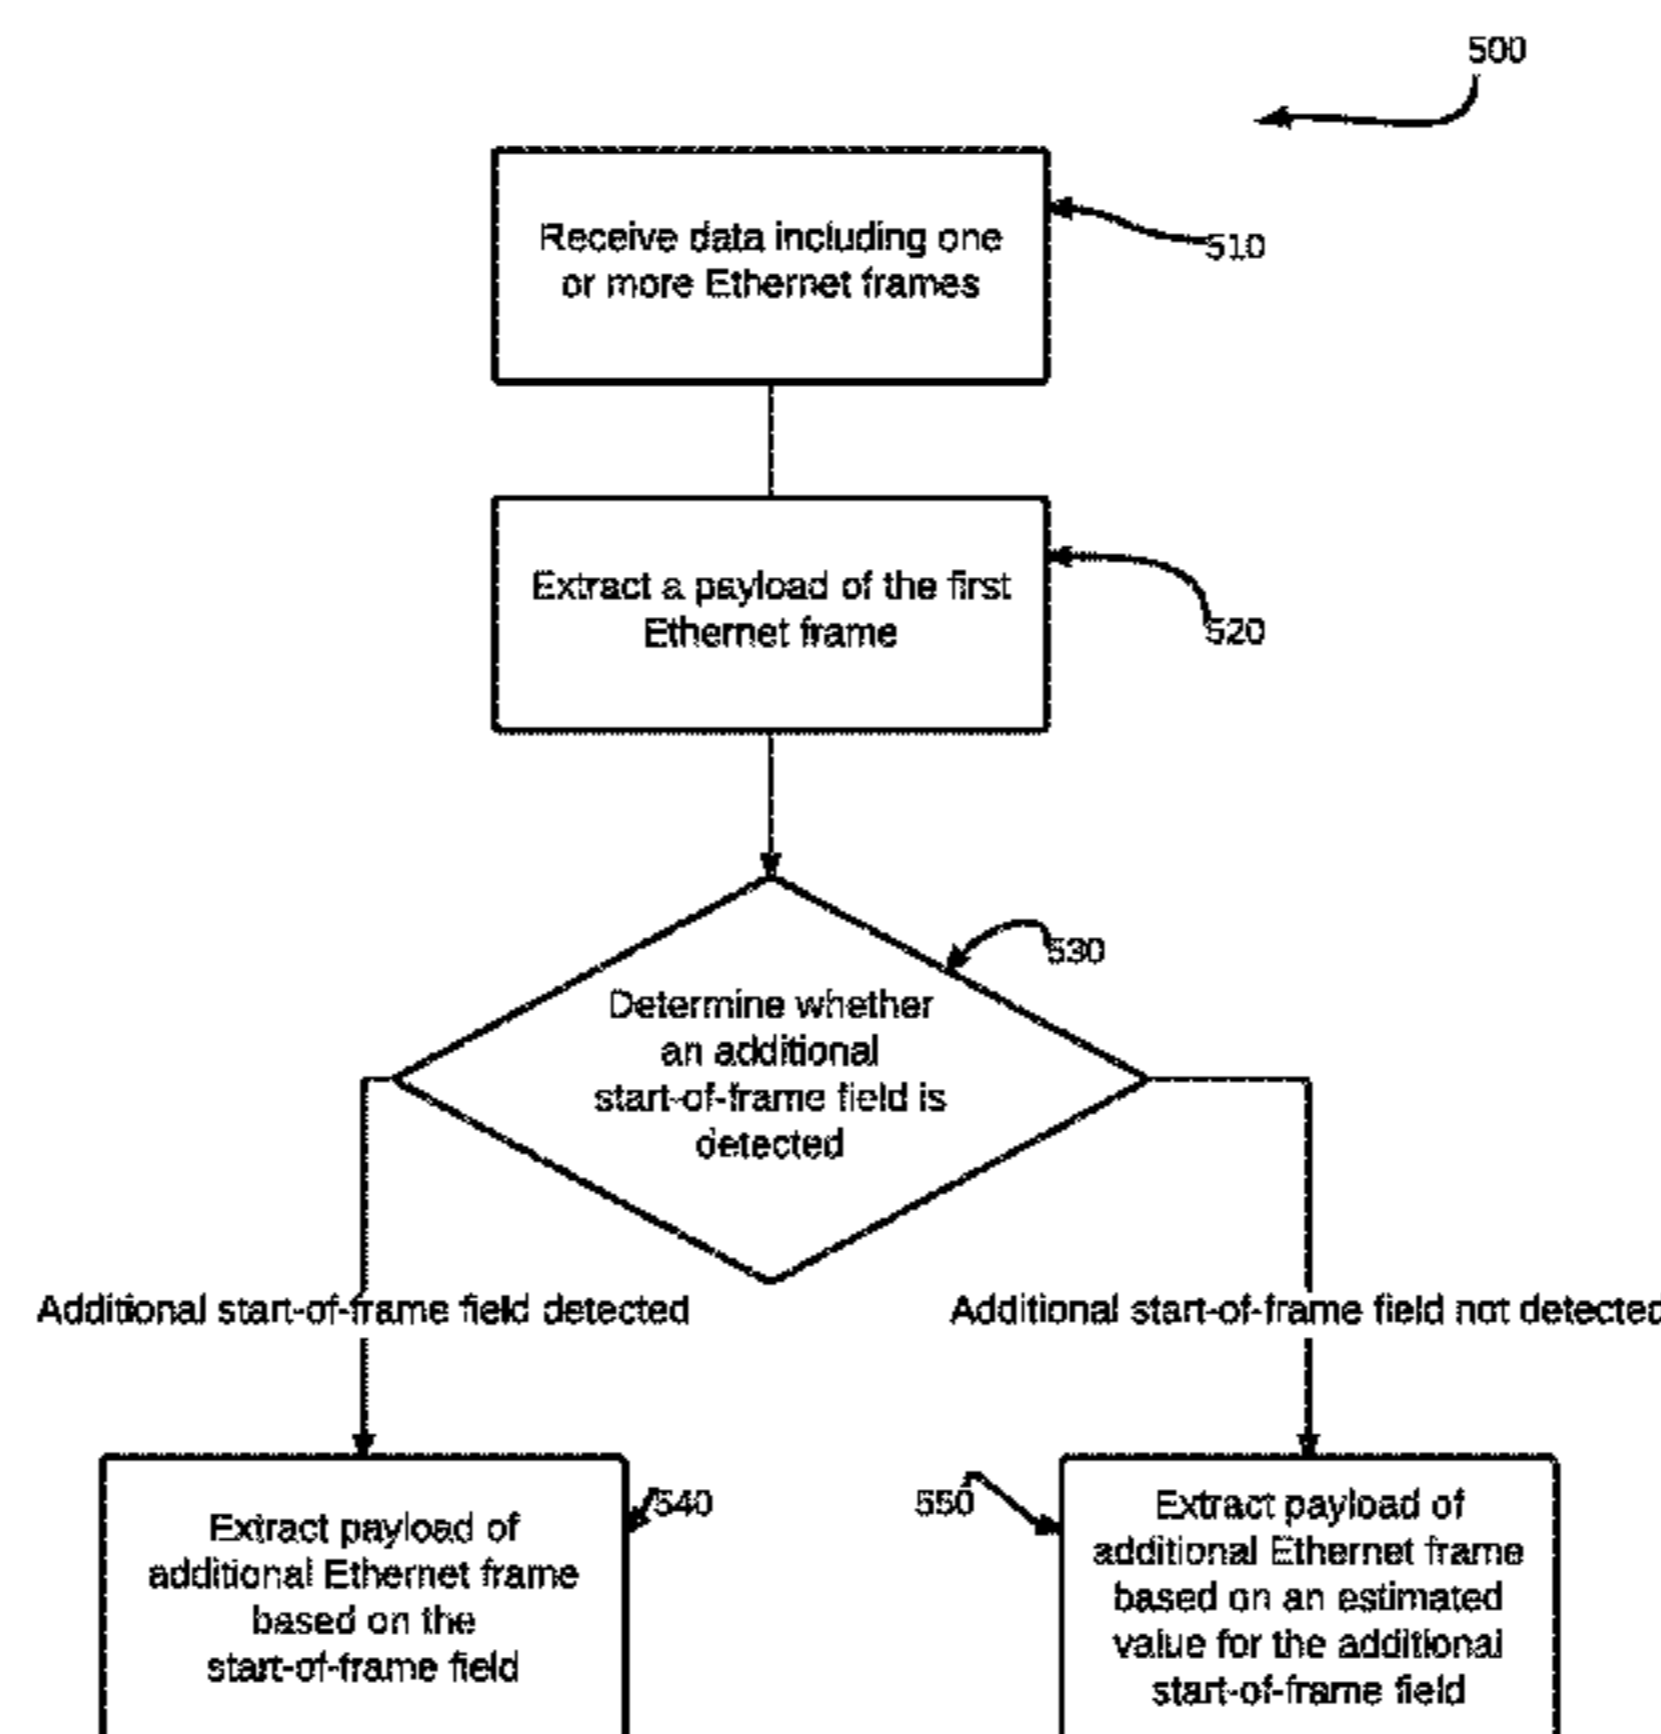 500
Receive data including one
or more Ethernet frames
510
Extract a payload of the first
Ethernet frame
520
530
Determine whether
an additional
start-of-frame field is
detected
Additional start-of-frame field detected
Additional start-of-frame field not detected
540
Extract payload of
additional Ethernet frame
based on the
start-of-frame field
550
Extract payload of
additional Ethernet frame
based on an estimated
value for the additional
start-of-frame field